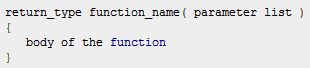 return_type function_name( parameter list )
{
   body of the function
}